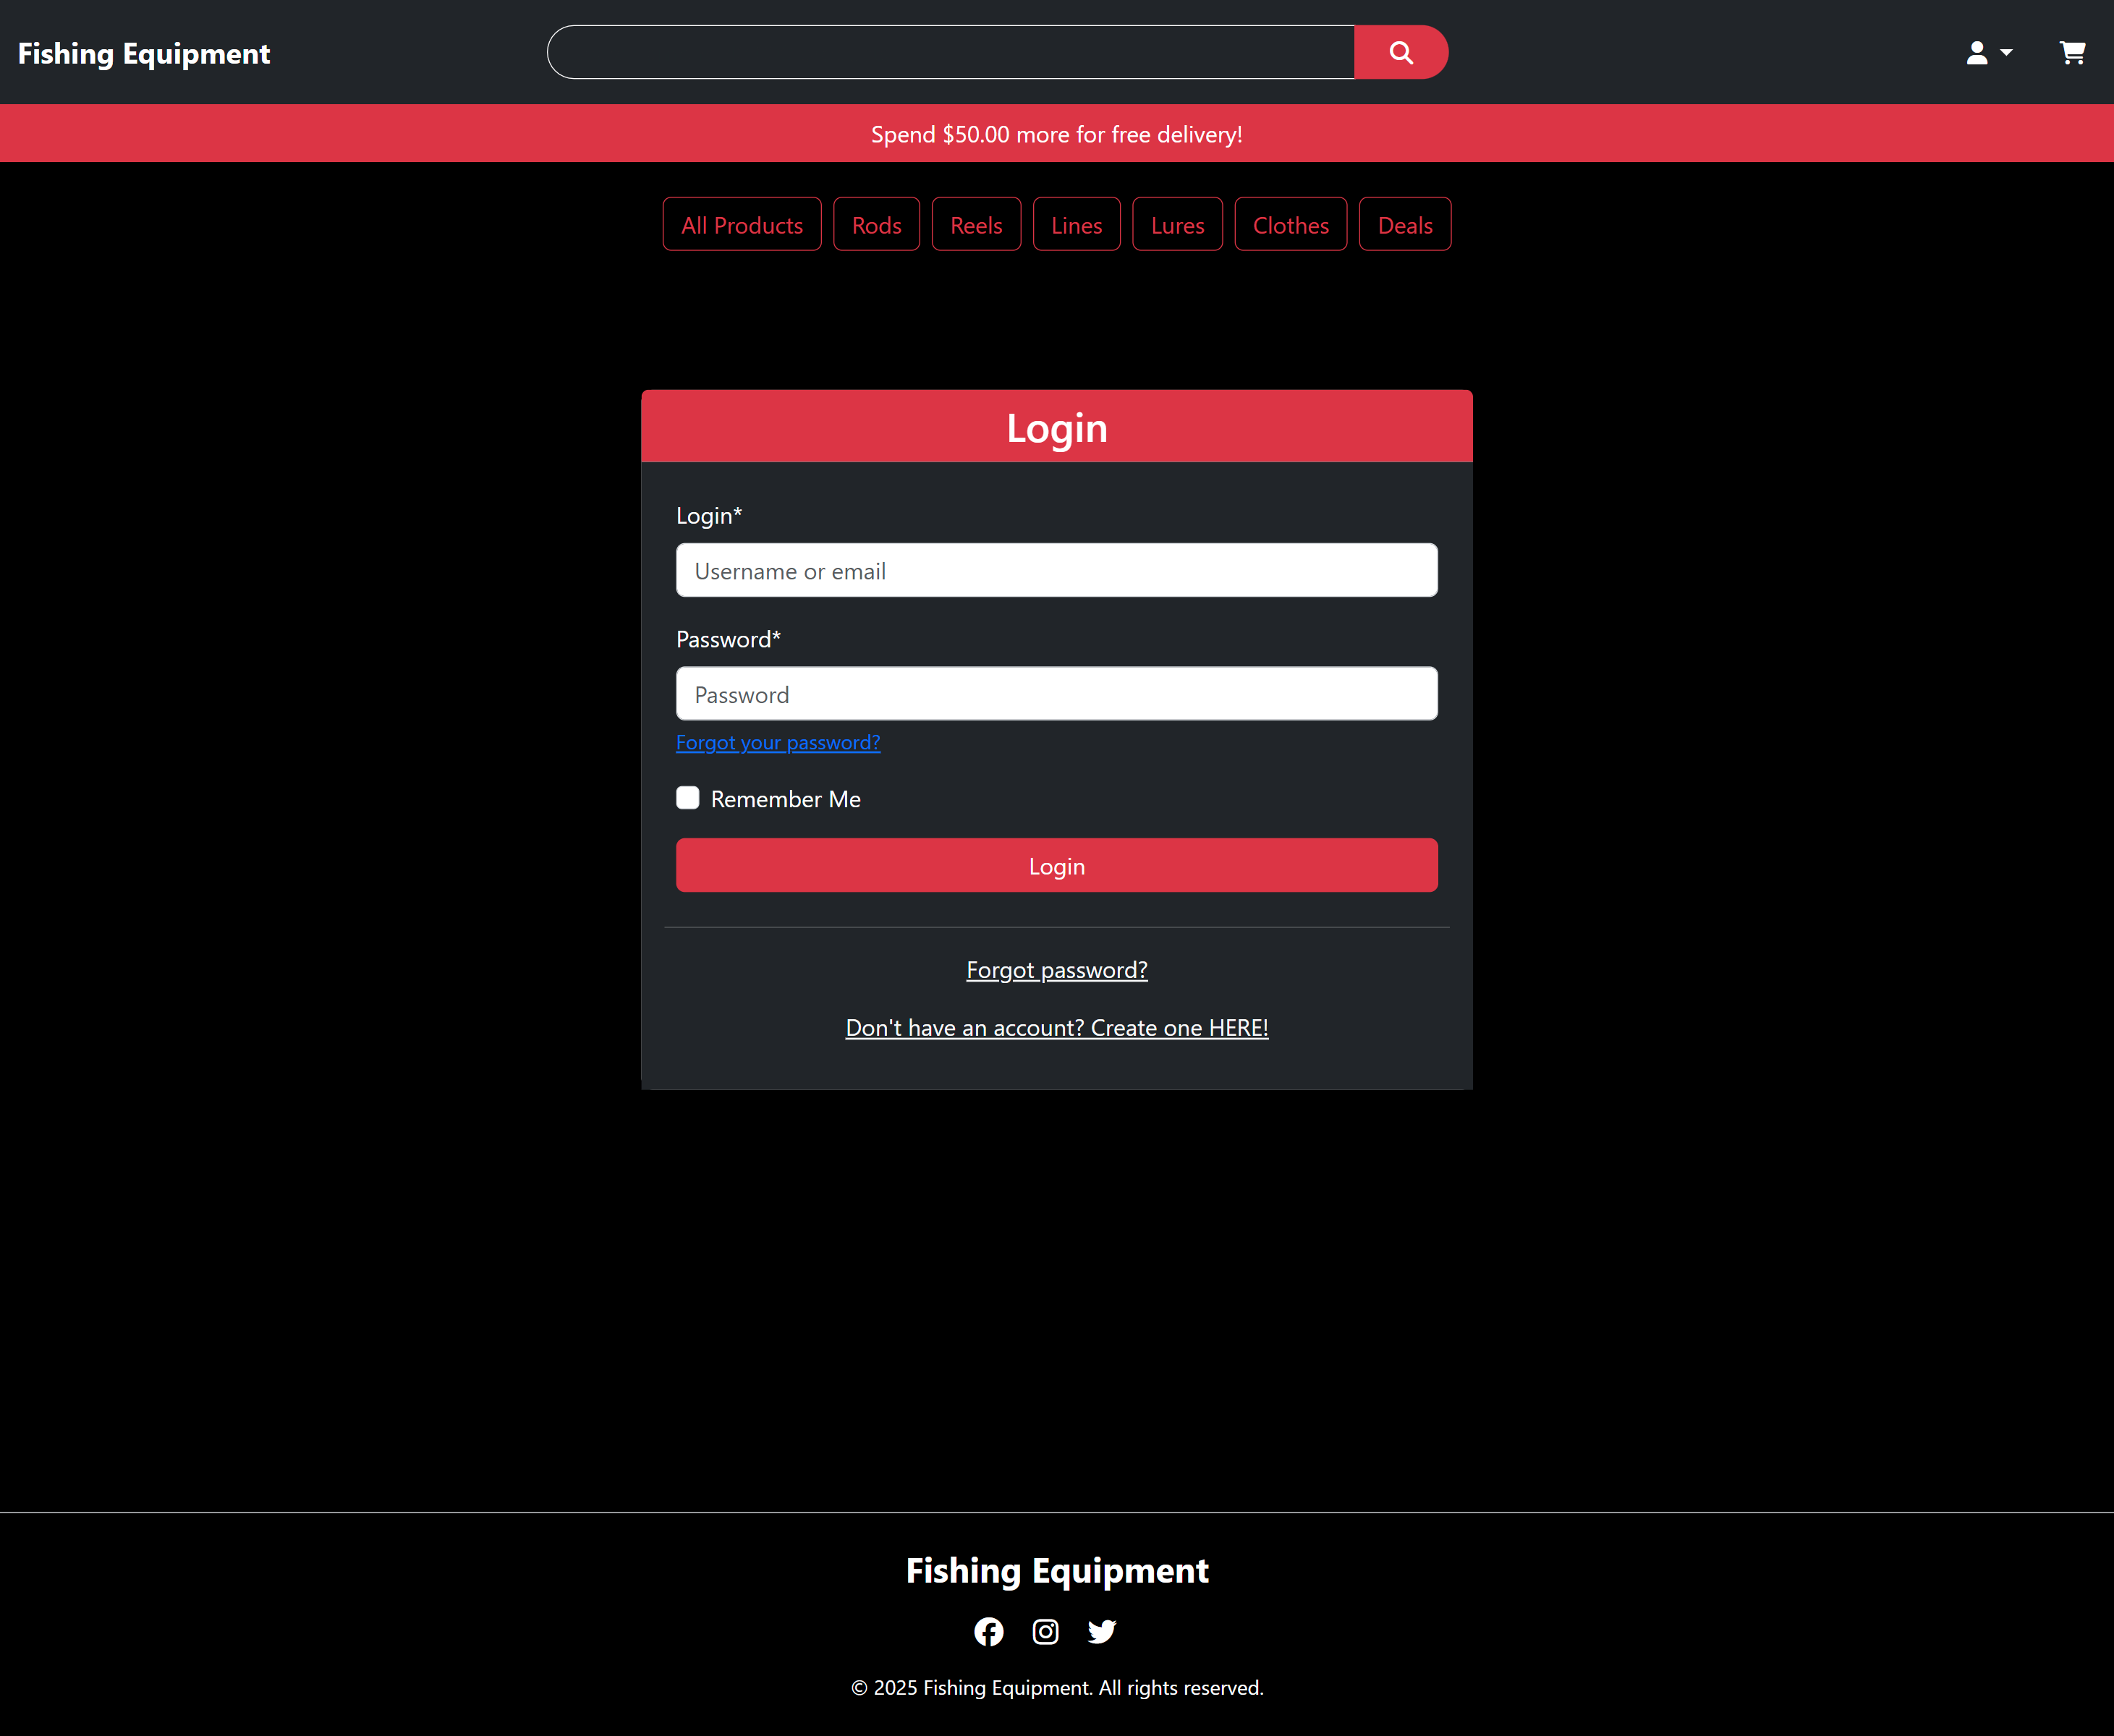 Fishing Equipment
Spend $50.00 more for free delivery!
All Products Rods Reels Lines Lures Clothes Deals
Login
Login*
Username or email
Password*
Password
Forgot your password?
Remember Me
Login
Forgot password?
Don't have an account? Create one HERE!
Fishing Equipment
© 2025 Fishing Equipment. All rights reserved.